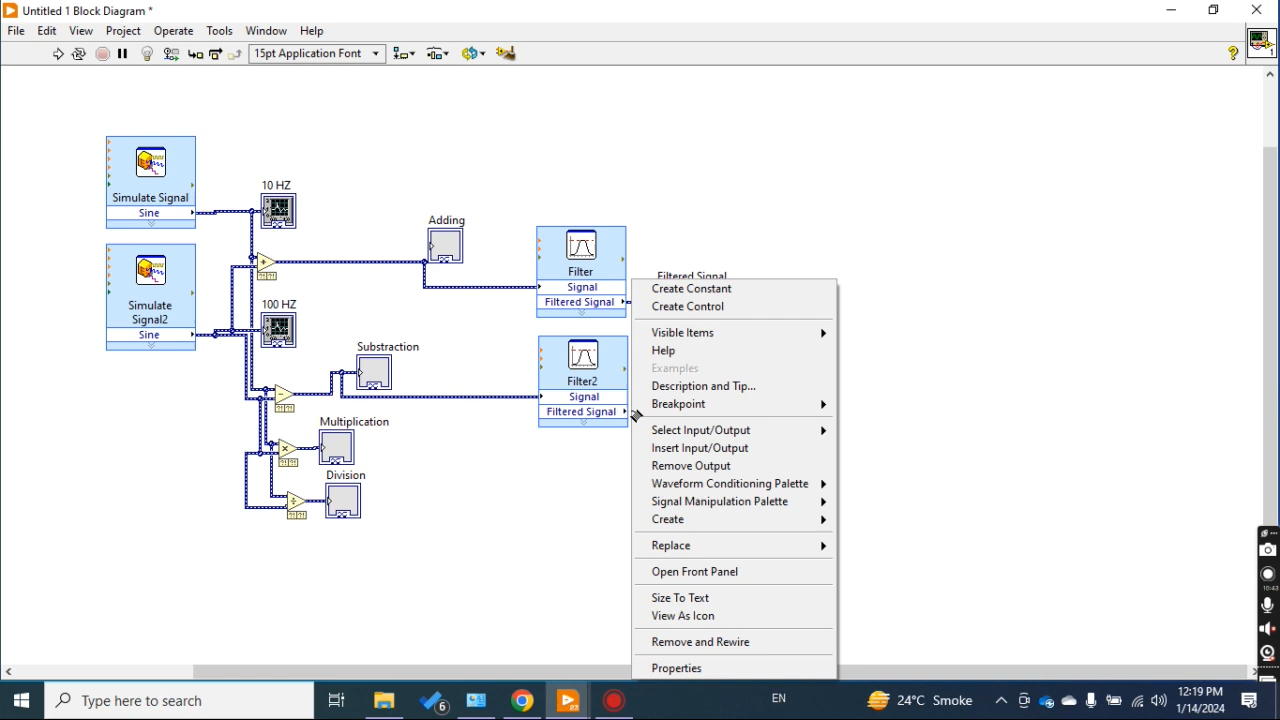 Untitled 1 Block Diagram *
File Edit View Project Operate Tools Window Help
15pt Application Font
?
1
Simulate Signal
Sine
10 HZ
Adding
Filter
Signal
Filtered Signal
Filtered Signal
Simulate
Signal2
Sine
100 HZ
Substraction
Filter2
Signal
Filtered Signal
Multiplication
Division
Create Constant
Create Control
Visible Items
Help
Examples
Description and Tip...
Breakpoint
Select Input/Output
Insert Input/Output
Remove Output
Waveform Conditioning Palette
Signal Manipulation Palette
Create
Replace
Open Front Panel
Size To Text
View As Icon
Remove and Rewire
Properties
10:43
Type here to search
6
EN
24°C Smoke
12:19 PM
1/14/2024